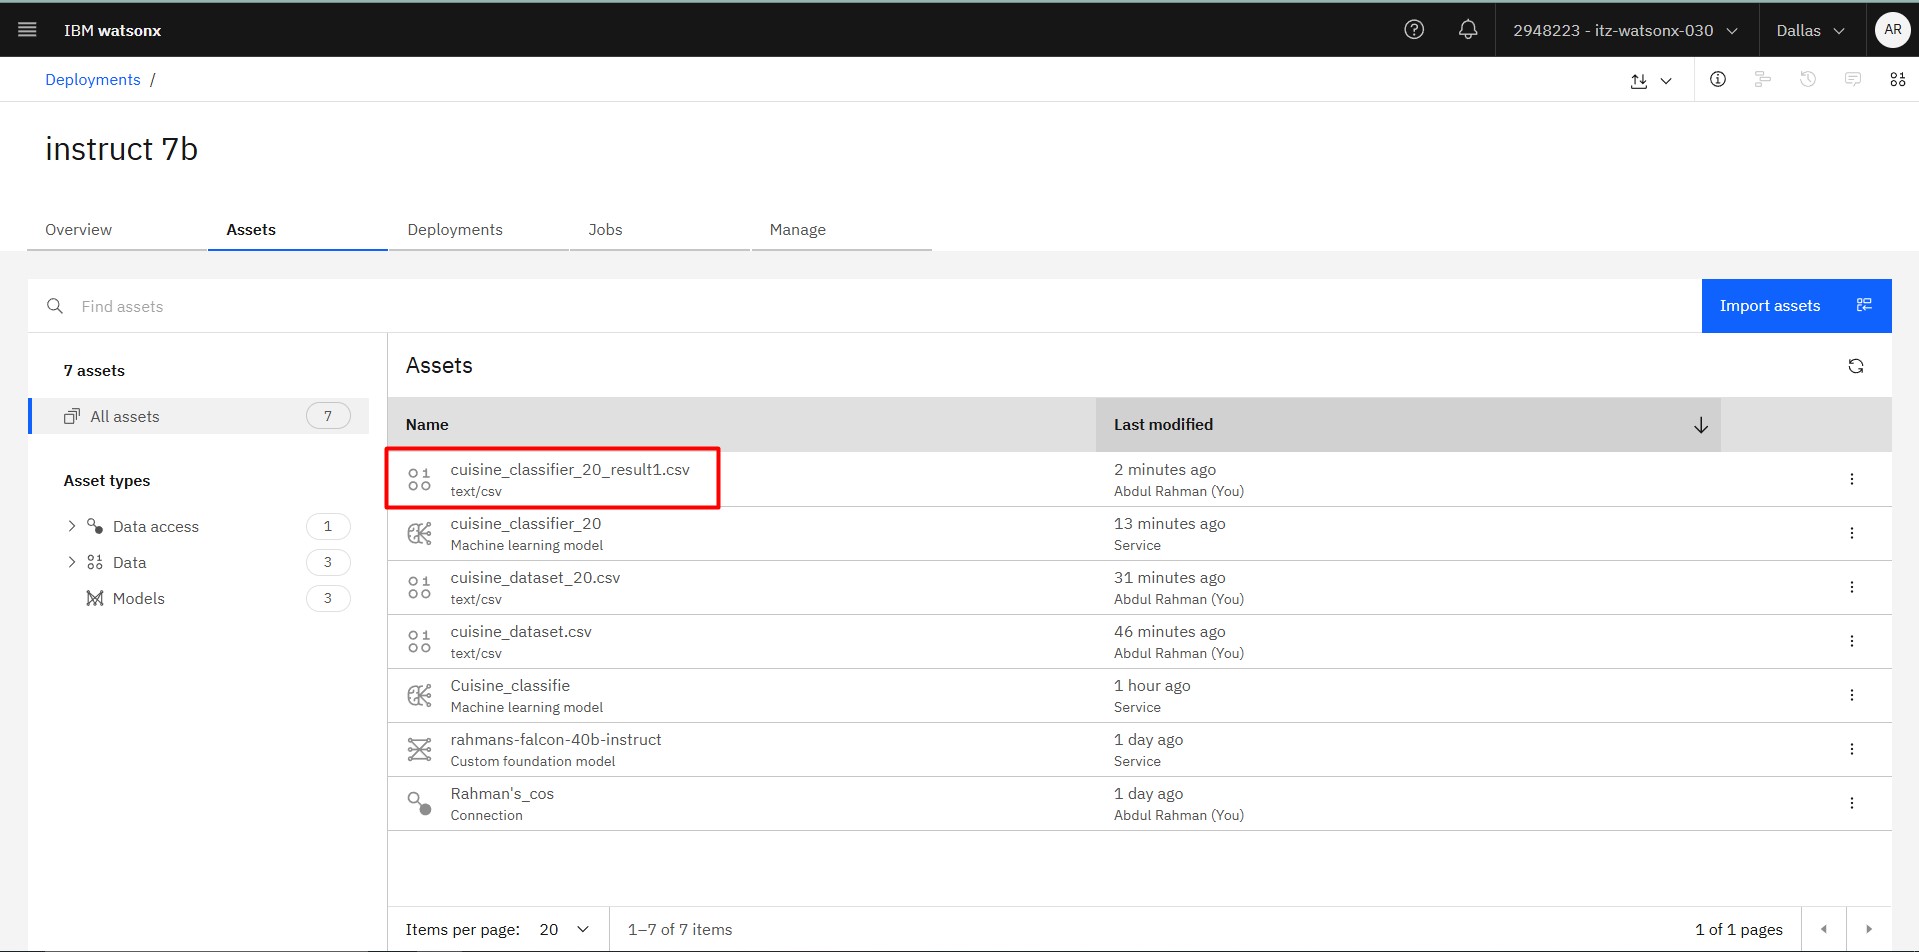 IBM watsonx
2948223 - itz-watsonx-030
Dallas
AR
Deployments /
instruct 7b
Overview
Assets
Deployments
Jobs
Manage
Find assets
Import assets
7 assets
All assets
7
Asset types
Data access
1
Data
3
Models
3
Assets
Name
Last modified
cuisine_classifier_20_result1.csv
2 minutes ago
text/csv
Abdul Rahman (You)
cuisine_classifier_20
13 minutes ago
Machine learning model
Service
cuisine_dataset_20.csv
31 minutes ago
text/csv
Abdul Rahman (You)
cuisine_dataset.csv
46 minutes ago
text/csv
Abdul Rahman (You)
Cuisine_classifie
1 hour ago
Machine learning model
Service
rahmans-falcon-40b-instruct
1 day ago
Custom foundation model
Service
Rahman's_cos
1 day ago
Connection
Abdul Rahman (You)
Items per page: 20
1–7 of 7 items
1 of 1 pages